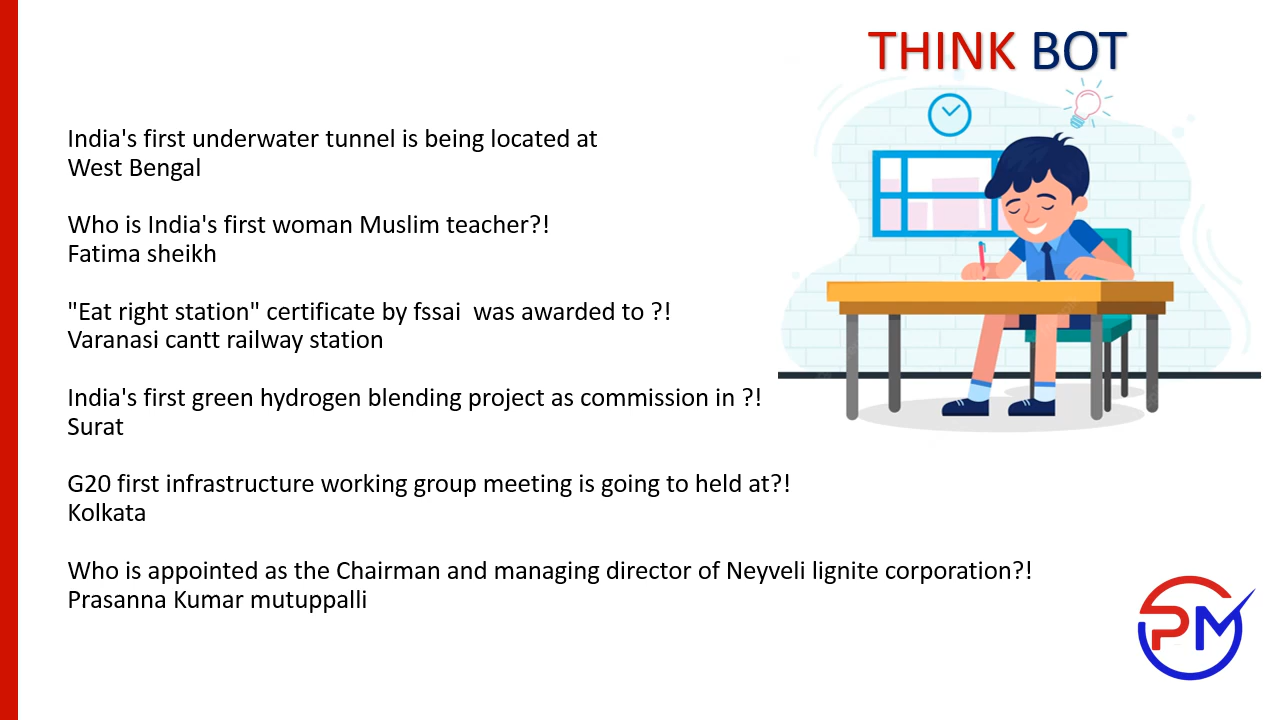 THINK BOT
India's first underwater tunnel is being located at
West Bengal
Who is India's first woman Muslim teacher?!
Fatima sheikh
"Eat right station" certificate by fssai  was awarded to ?!
Varanasi cantt railway station
India's first green hydrogen blending project as commission in ?!
Surat
G20 first infrastructure working group meeting is going to held at?!
Kolkata
Who is appointed as the Chairman and managing director of Neyveli lignite corporation?!
Prasanna Kumar mutuppalli
PM